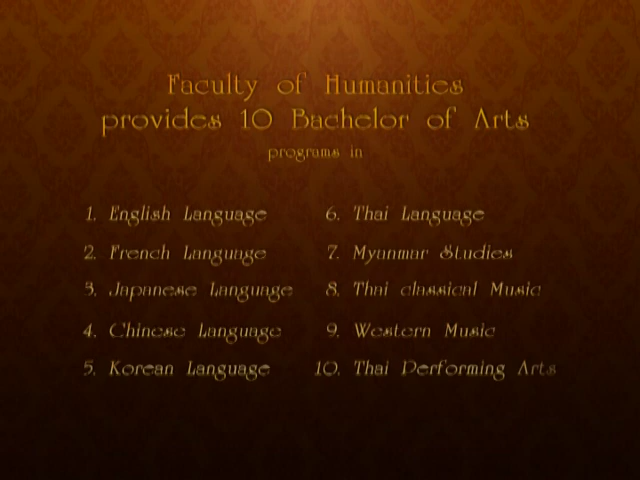 Faculty of Humanities
provides 10 Bachelor of Arts
programs in
1. English Language
2. French Language
3. Japanese Language
4. Chinese Language
5. Korean Language
6. Thai Language
7. Myanmar Studies
8. Thai classical Music
9. Western Music
10. Thai Performing Arts